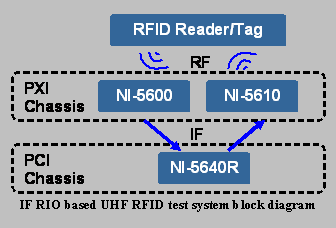 RFID Reader/Tag
RF
PXI
Chassis
NI-5600
NI-5610
IF
PCI
Chassis
NI-5640R
IF RIO based UHF RFID test system block diagram